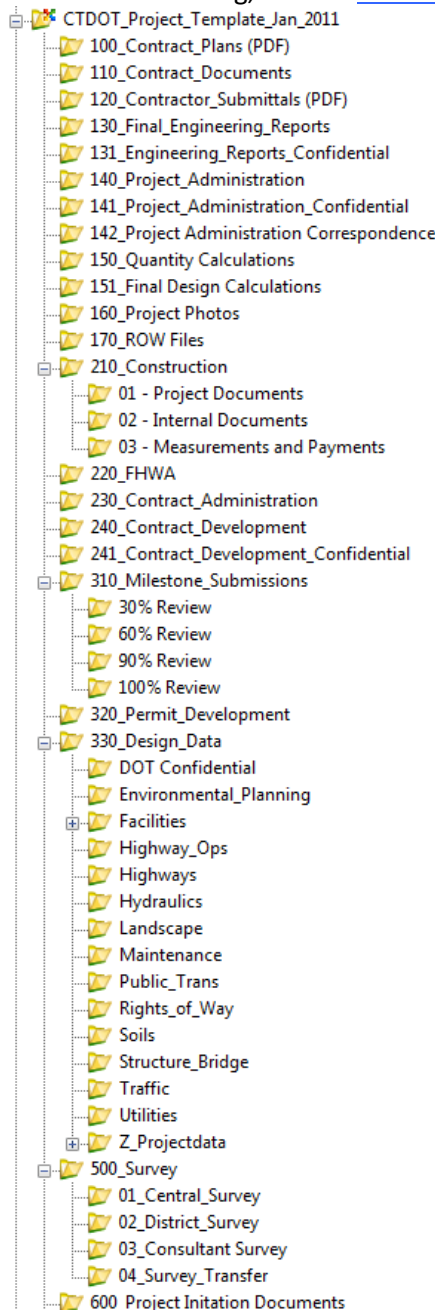 CTDOT_Project_Template_Jan_2011
100_Contract_Plans (PDF)
110_Contract_Documents
120_Contractor_Submittals (PDF)
130_Final_Engineering_Reports
131_Engineering_Reports_Confidential
140_Project_Administration
141_Project_Administration_Confidential
142_Project Administration Correspondence
150_Quantity Calculations
151_Final Design Calculations
160_Project Photos
170_ROW Files
210_Construction
01 - Project Documents
02 - Internal Documents
03 - Measurements and Payments
220_FHWA
230_Contract_Administration
240_Contract_Development
241_Contract_Development_Confidential
310_Milestone_Submissions
30% Review
60% Review
90% Review
100% Review
320_Permit_Development
330_Design_Data
DOT Confidential
Environmental_Planning
Facilities
Highway_Ops
Highways
Hydraulics
Landscape
Maintenance
Public_Trans
Rights_of_Way
Soils
Structure_Bridge
Traffic
Utilities
Z_Projectdata
500_Survey
01_Central_Survey
02_District_Survey
03_Consultant Survey
04_Survey_Transfer
600_Project Initation Documents